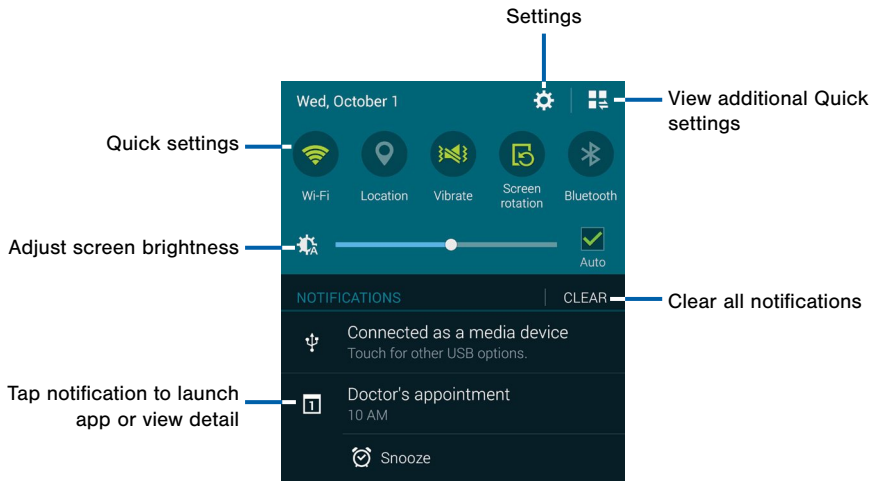 Settings
Wed, October 1
View additional Quick
settings
Quick settings
Wi-Fi
Location
Vibrate
Screen
rotation
Bluetooth
Adjust screen brightness
A
Auto
NOTIFICATIONS
CLEAR
Clear all notifications
Connected as a media device
Touch for other USB options.
Tap notification to launch
app or view detail
1
Doctor's appointment
10 AM
Snooze